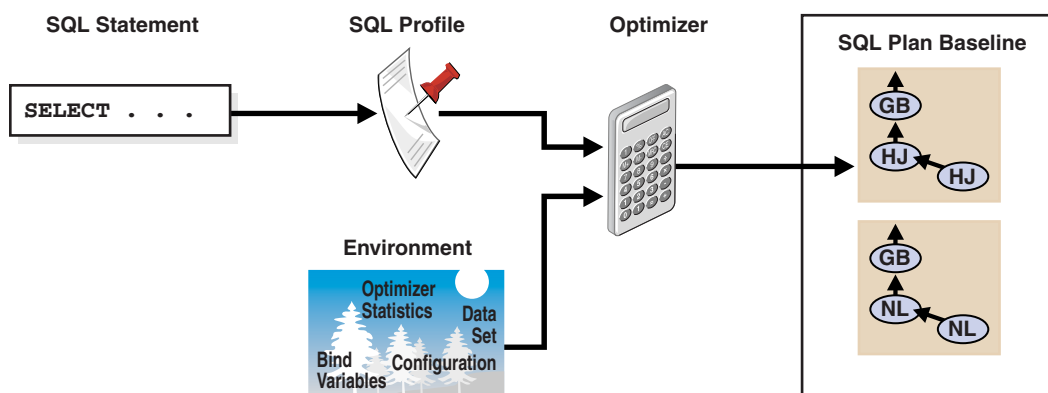 SQL Statement
SQL Profile
Optimizer
SQL Plan Baseline
SELECT . . .
GB
HJ
HJ
GB
NL
NL
Environment
Optimizer
Statistics
Data
Set
Bind
Variables
Configuration